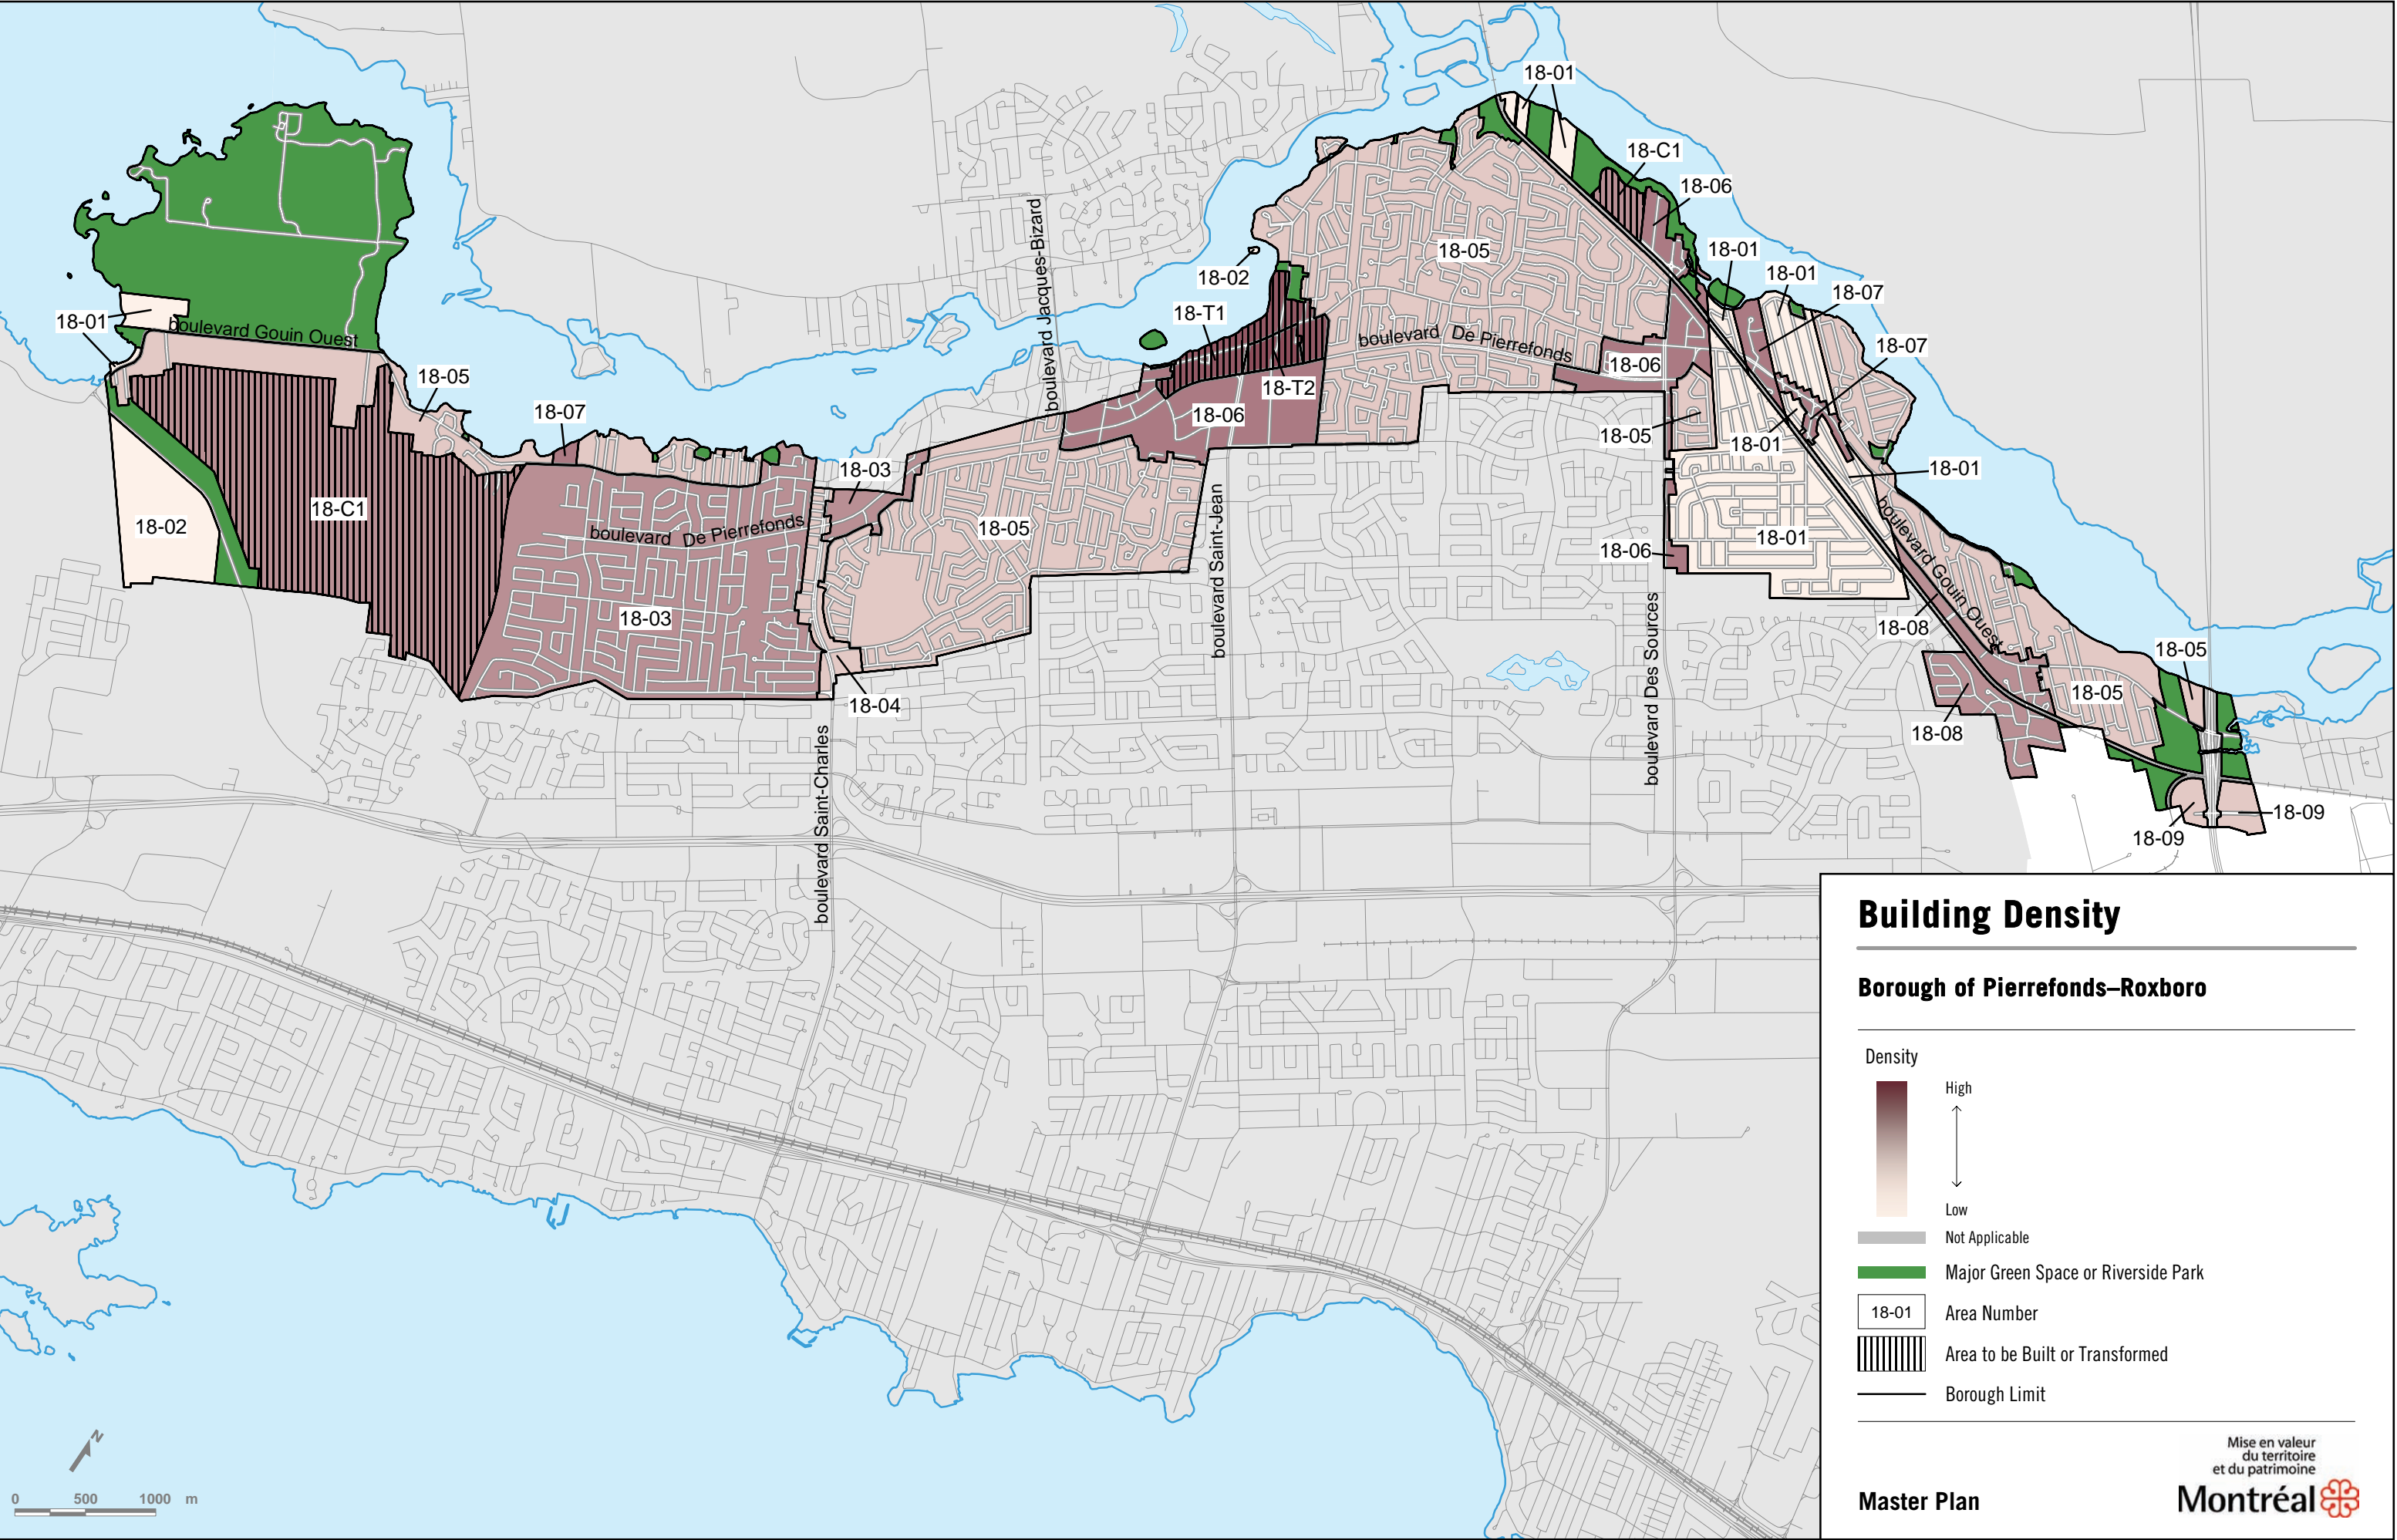 18-01
18-C1
18-06
18-01
18-01
18-07
18-07
18-02
18-05
18-T1
boulevard Jacques-Bizard
18-01
boulevard Gouin Ouest
boulevard De Pierrefonds
18-06
18-T2
18-05
18-07
18-06
18-05
18-01
18-03
18-01
18-C1
18-02
boulevard De Pierrefonds
18-05
boulevard Saint-Jean
18-01
18-06
boulevard Gouin Ouest
18-03
18-08
boulevard Des Sources
18-05
18-05
18-04
18-08
boulevard Saint-Charles
18-09
18-09
Building Density
Borough of Pierrefonds–Roxboro
Density
High
Low
Not Applicable
Major Green Space or Riverside Park
18-01
Area Number
Area to be Built or Transformed
Borough Limit
Mise en valeur
du territoire
et du patrimoine
Master Plan
Montréal
N
0 500 1000 m